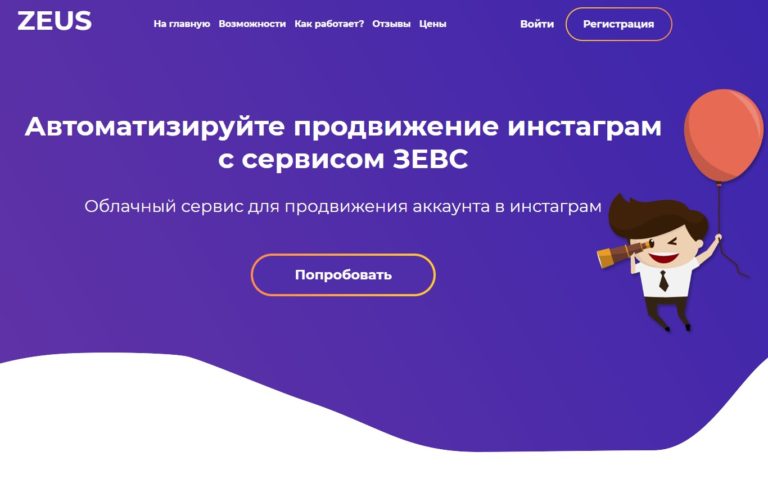 ZEUS
На главную Возможности Как работает? Отзывы Цены Войти Регистрация
Автоматизируйте продвижение инстаграм
с сервисом ЗЕВС
Облачный сервис для продвижения аккаунта в инстаграм
Попробовать